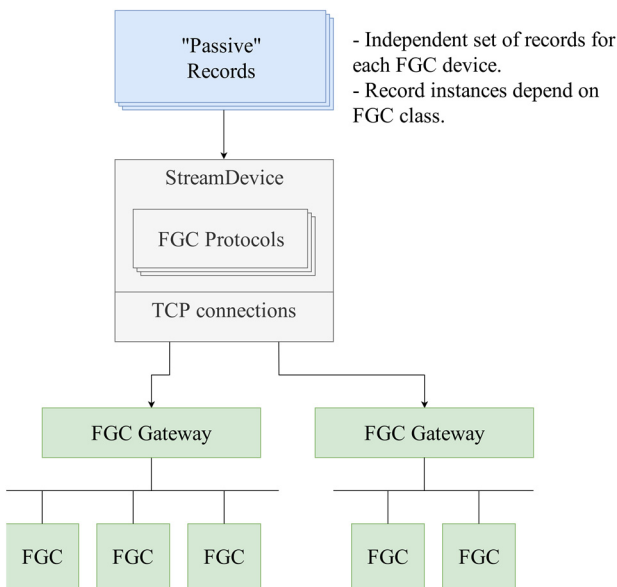 "Passive"
Records
- Independent set of records for
each FGC device.
- Record instances depend on
FGC class.
StreamDevice
FGC Protocols
TCP connections
FGC Gateway
FGC Gateway
FGC
FGC
FGC
FGC
FGC